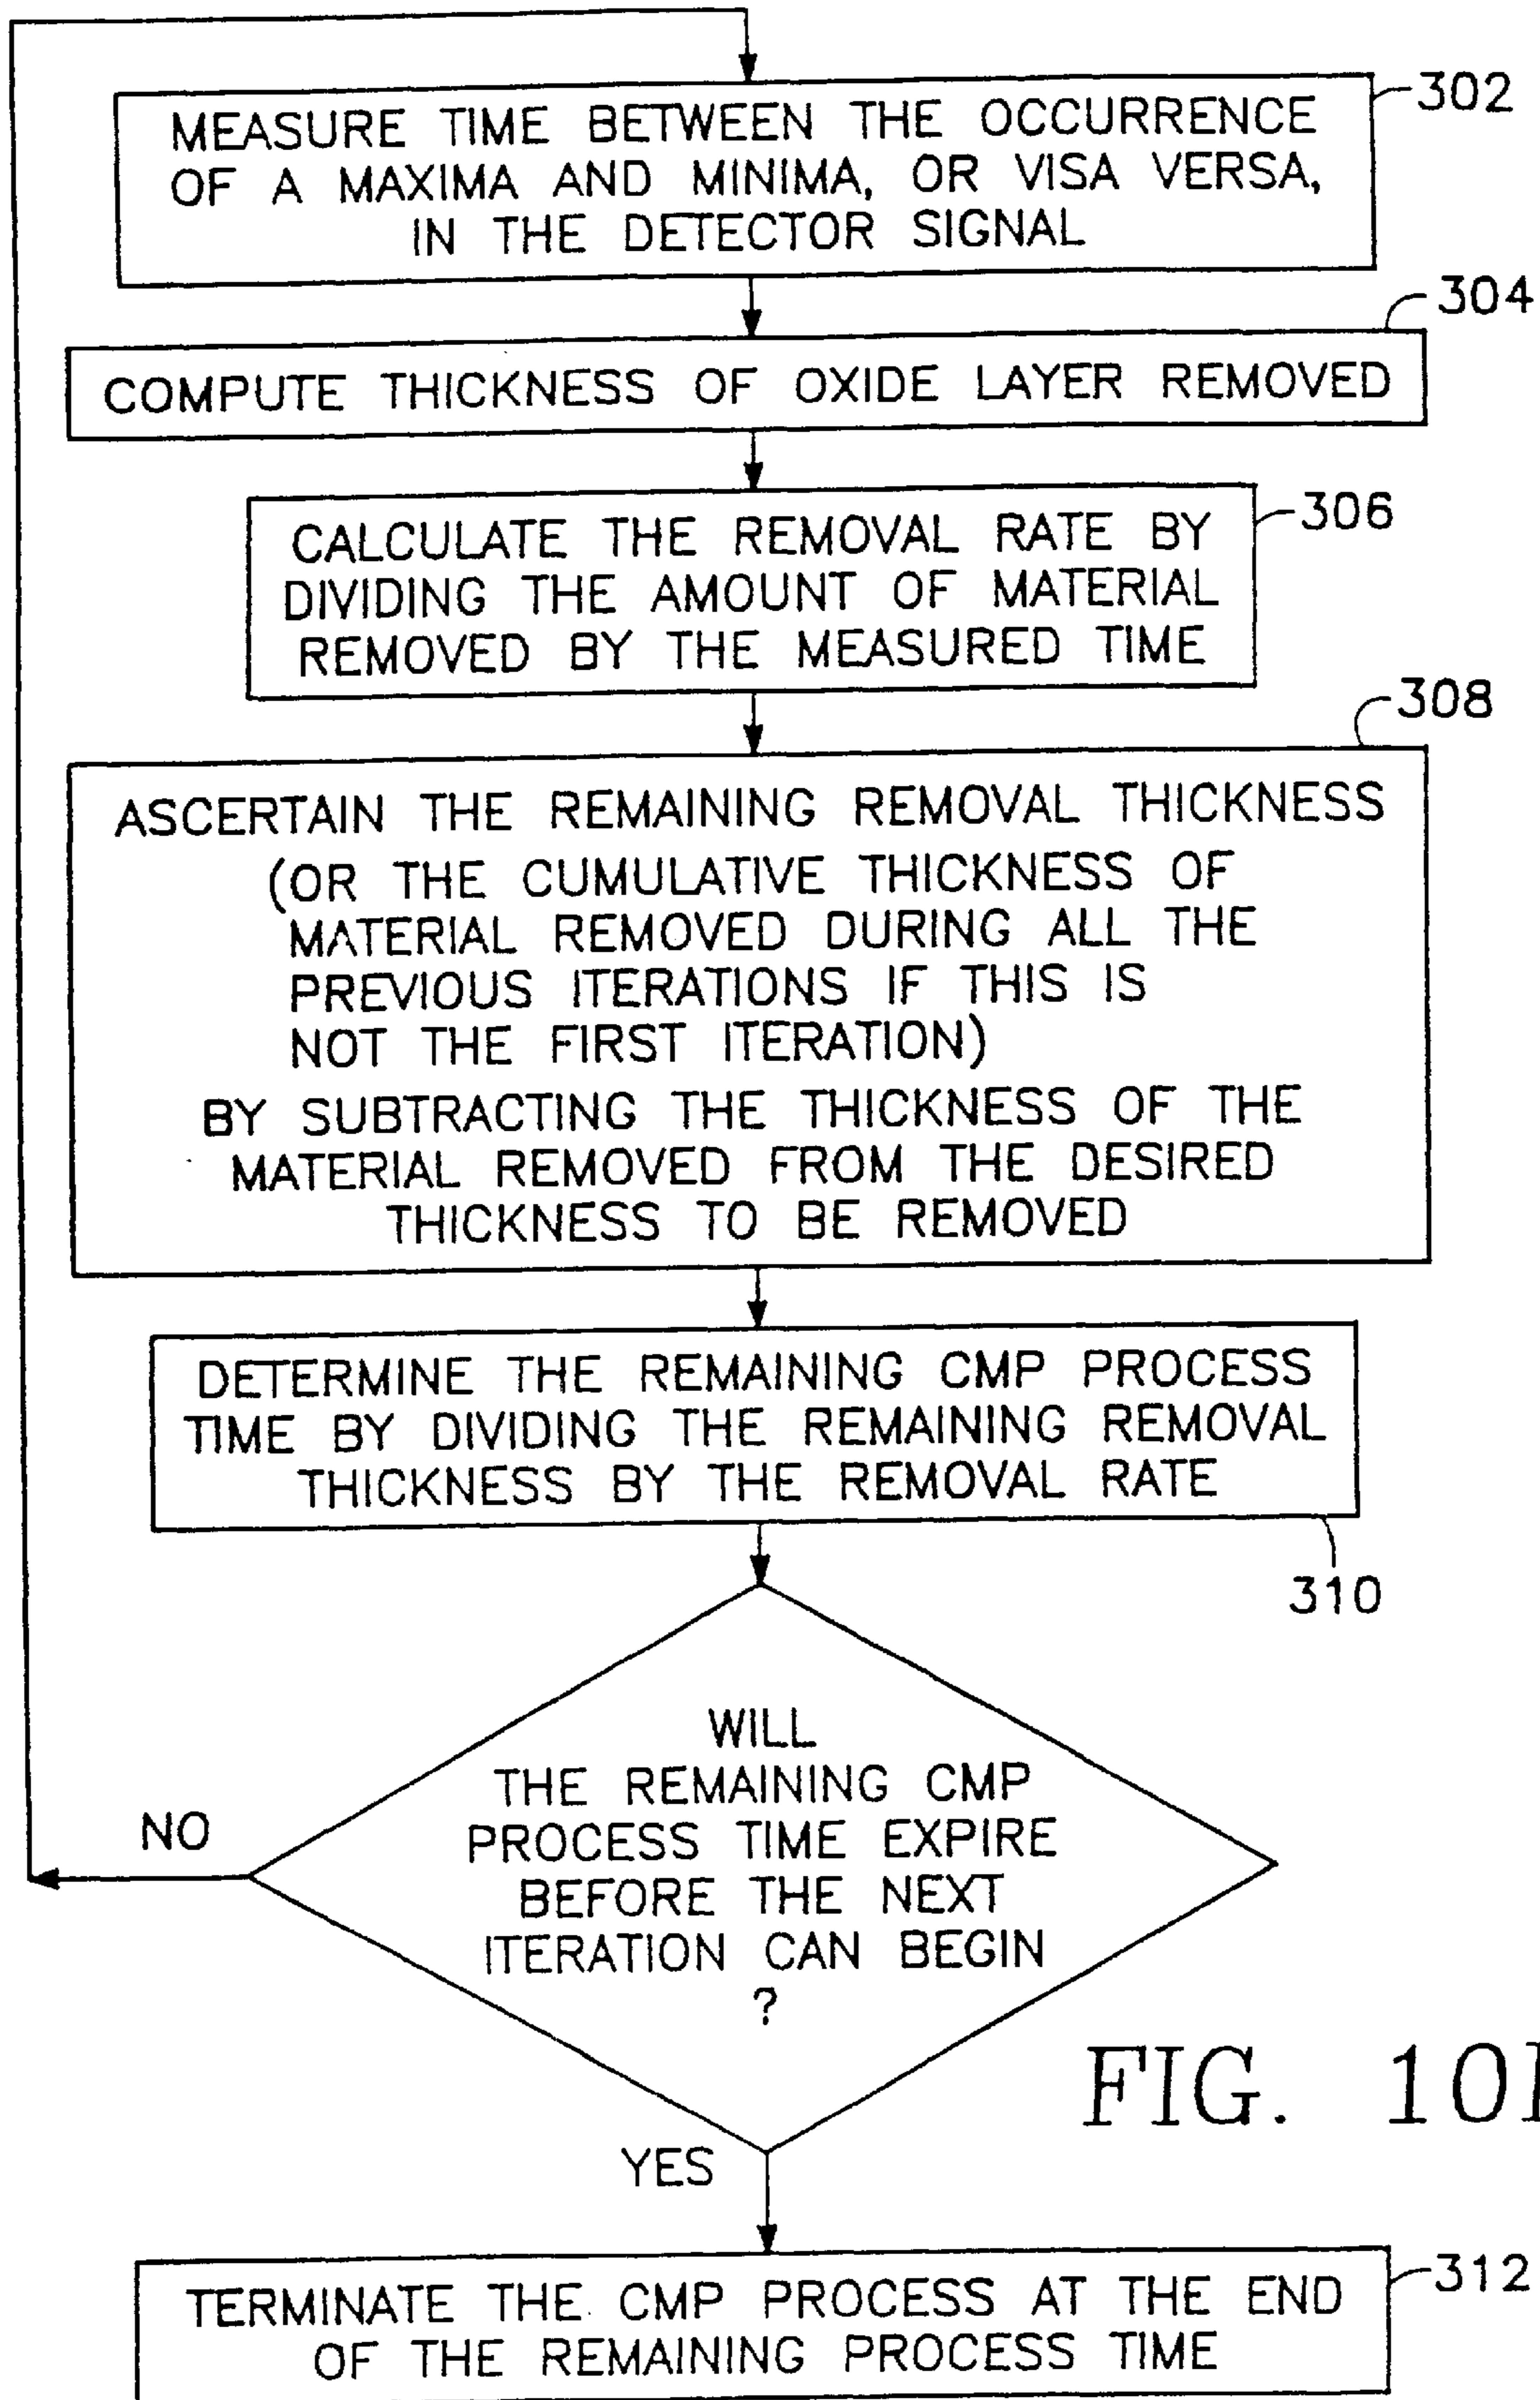 302
MEASURE TIME BETWEEN THE OCCURRENCE
OF A MAXIMA AND MINIMA, OR VISA VERSA,
IN THE DETECTOR SIGNAL
304
COMPUTE THICKNESS OF OXIDE LAYER REMOVED
306
CALCULATE THE REMOVAL RATE BY
DIVIDING THE AMOUNT OF MATERIAL
REMOVED BY THE MEASURED TIME
308
ASCERTAIN THE REMAINING REMOVAL THICKNESS
(OR THE CUMULATIVE THICKNESS OF
MATERIAL REMOVED DURING ALL THE
PREVIOUS ITERATIONS IF THIS IS
NOT THE FIRST ITERATION)
BY SUBTRACTING THE THICKNESS OF THE
MATERIAL REMOVED FROM THE DESIRED
THICKNESS TO BE REMOVED
DETERMINE THE REMAINING CMP PROCESS
TIME BY DIVIDING THE REMAINING REMOVAL
THICKNESS BY THE REMOVAL RATE
310
WILL
THE REMAINING CMP
PROCESS TIME EXPIRE
BEFORE THE NEXT
ITERATION CAN BEGIN
?
NO
YES
FIG.
312
TERMINATE THE CMP PROCESS AT THE END
OF THE REMAINING PROCESS TIME